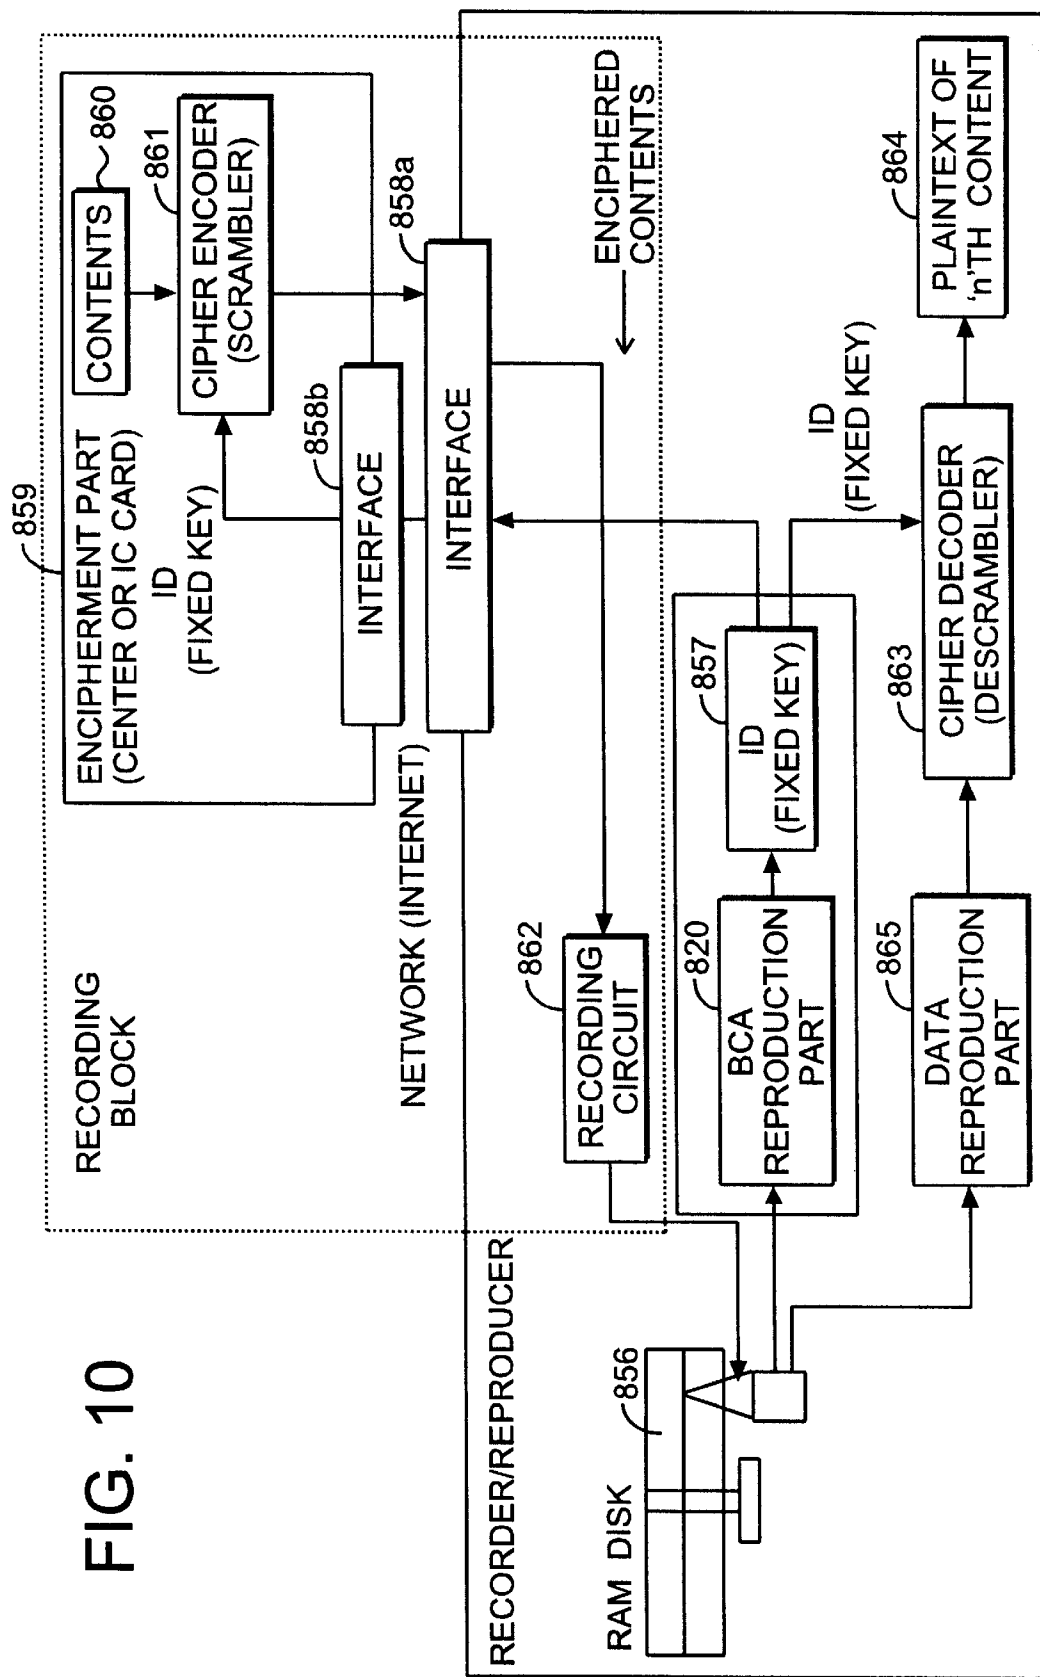 FIG. 10
RECORDING
BLOCK
859
ENCIPHERMENT PART
(CENTER OR IC CARD)
CONTENTS
860
ID
(FIXED KEY)
861
CIPHER ENCODER
(SCRAMBLER)
858b
INTERFACE
NETWORK (INTERNET)
858a
INTERFACE
RECORDER/REPRODUCER
862
RECORDING
CIRCUIT
ENCIPHERED
CONTENTS
RAM DISK
856
820
BCA
REPRODUCTION
PART
857
ID
(FIXED KEY)
ID
(FIXED KEY)
865
DATA
REPRODUCTION
PART
863
CIPHER DECODER
(DESCRAMBLER)
864
PLAINTEXT OF
'n'TH CONTENT